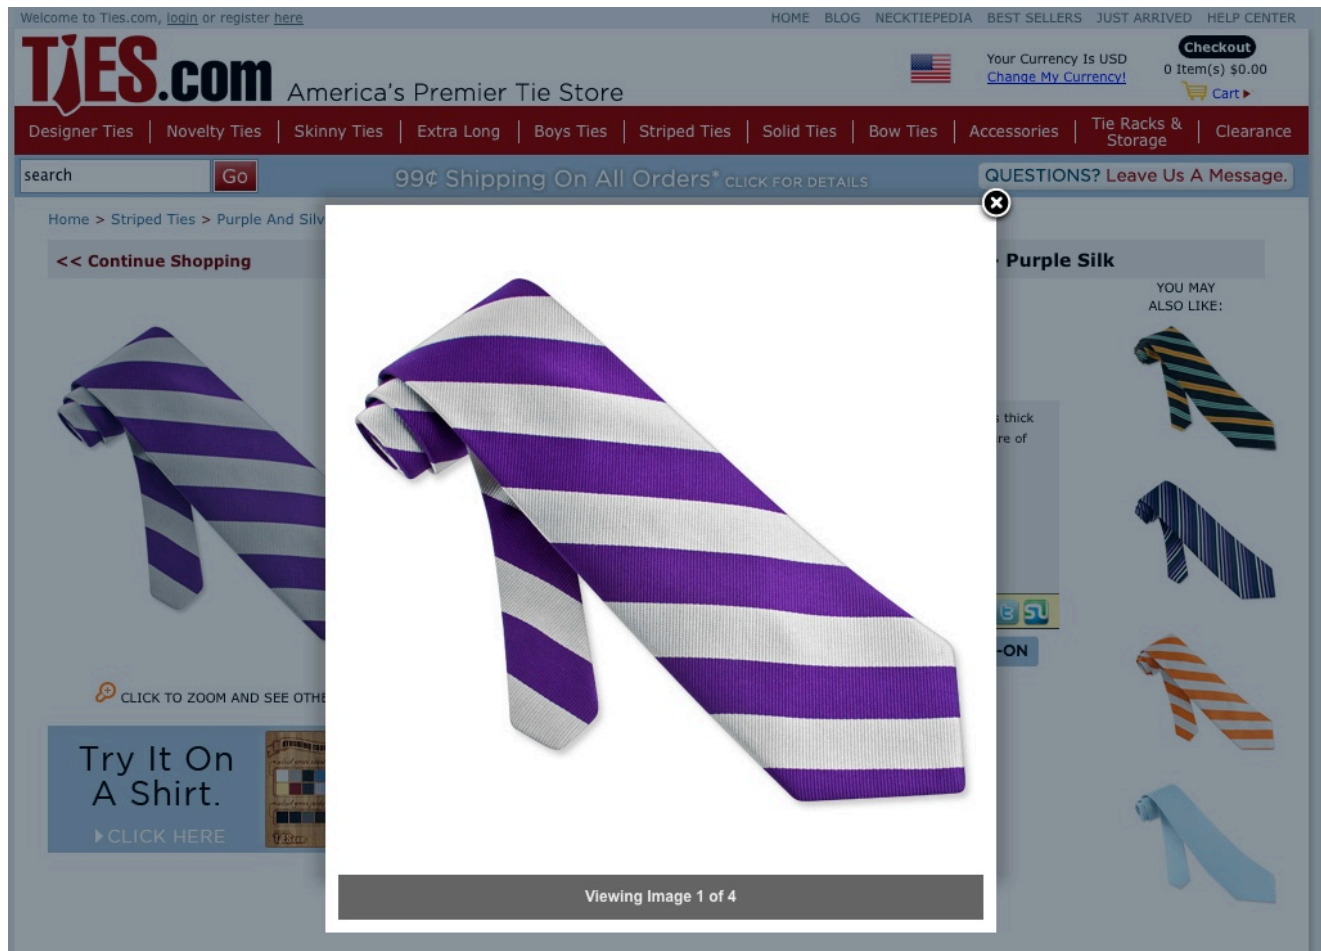 Welcome to Ties.com, login or register here
HOME BLOG NECKTIEPEDIA BEST SELLERS JUST ARRIVED HELP CENTER
TiES.com America's Premier Tie Store
Your Currency Is USD
Change My Currency!
Checkout
0 Item(s) $0.00
Cart
Designer Ties | Novelty Ties | Skinny Ties | Extra Long | Boys Ties | Striped Ties | Solid Ties | Bow Ties | Accessories | Tie Racks & Storage | Clearance
search Go 99¢ Shipping On All Orders* CLICK FOR DETAILS QUESTIONS? Leave Us A Message.
Home > Striped Ties > Purple And Silv
<< Continue Shopping
- Purple Silk
YOU MAY
ALSO LIKE:
s thick
re of
-ON
CLICK TO ZOOM AND SEE OTHE
Try It On
A Shirt.
CLICK HERE
Viewing Image 1 of 4